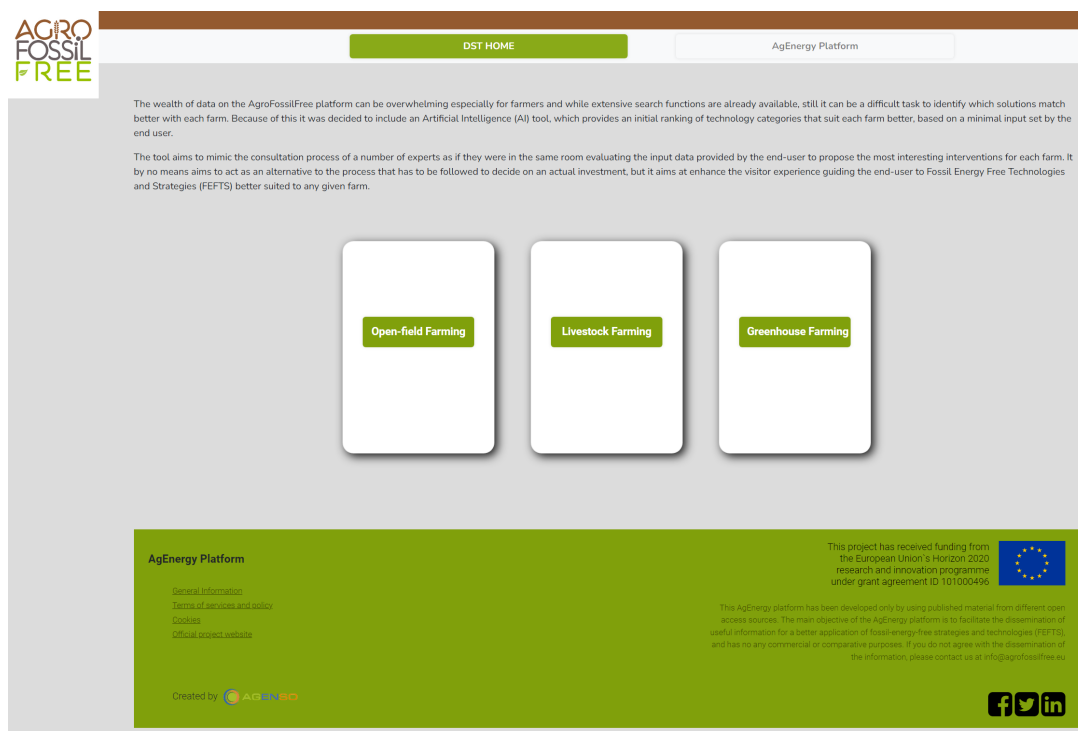 AGRO
FOSSiL
FREE
DST HOME
AgEnergy Platform
The wealth of data on the AgroFossilFree platform can be overwhelming especially for farmers and while extensive search functions are already available, still it can be a difficult task to identify which solutions match
better with each farm. Because of this it was decided to include an Artificial Intelligence (AI) tool, which provides an initial ranking of technology categories that suit each farm better, based on a minimal input set by the
end user.
The tool aims to mimic the consultation process of a number of experts as if they were in the same room evaluating the input data provided by the end-user to propose the most interesting interventions for each farm. It
by no means aims to act as an alternative to the process that has to be followed to decide on an actual investment, but it aims at enhance the visitor experience guiding the end-user to Fossil Energy Free Technologies
and Strategies (FEFTS) better suited to any given farm.
Open-field Farming
Livestock Farming
Greenhouse Farming
AgEnergy Platform
General Information
Terms of services and policy
Cookies
Official project website
Created by AGENSO
This project has received funding from
the European Union`s Horizon 2020
research and innovation programme
under grant agreement ID 101000496
This AgEnergy platform has been developed only by using published material from different open
access sources. The main objective of the AgEnergy platform is to facilitate the dissemination of
useful information for a better application of fossil-energy-free strategies and technologies (FEFTS),
and has no any commercial or comparative purposes. If you do not agree with the dissemination of
the information, please contact us at info@agrofossilfree.eu